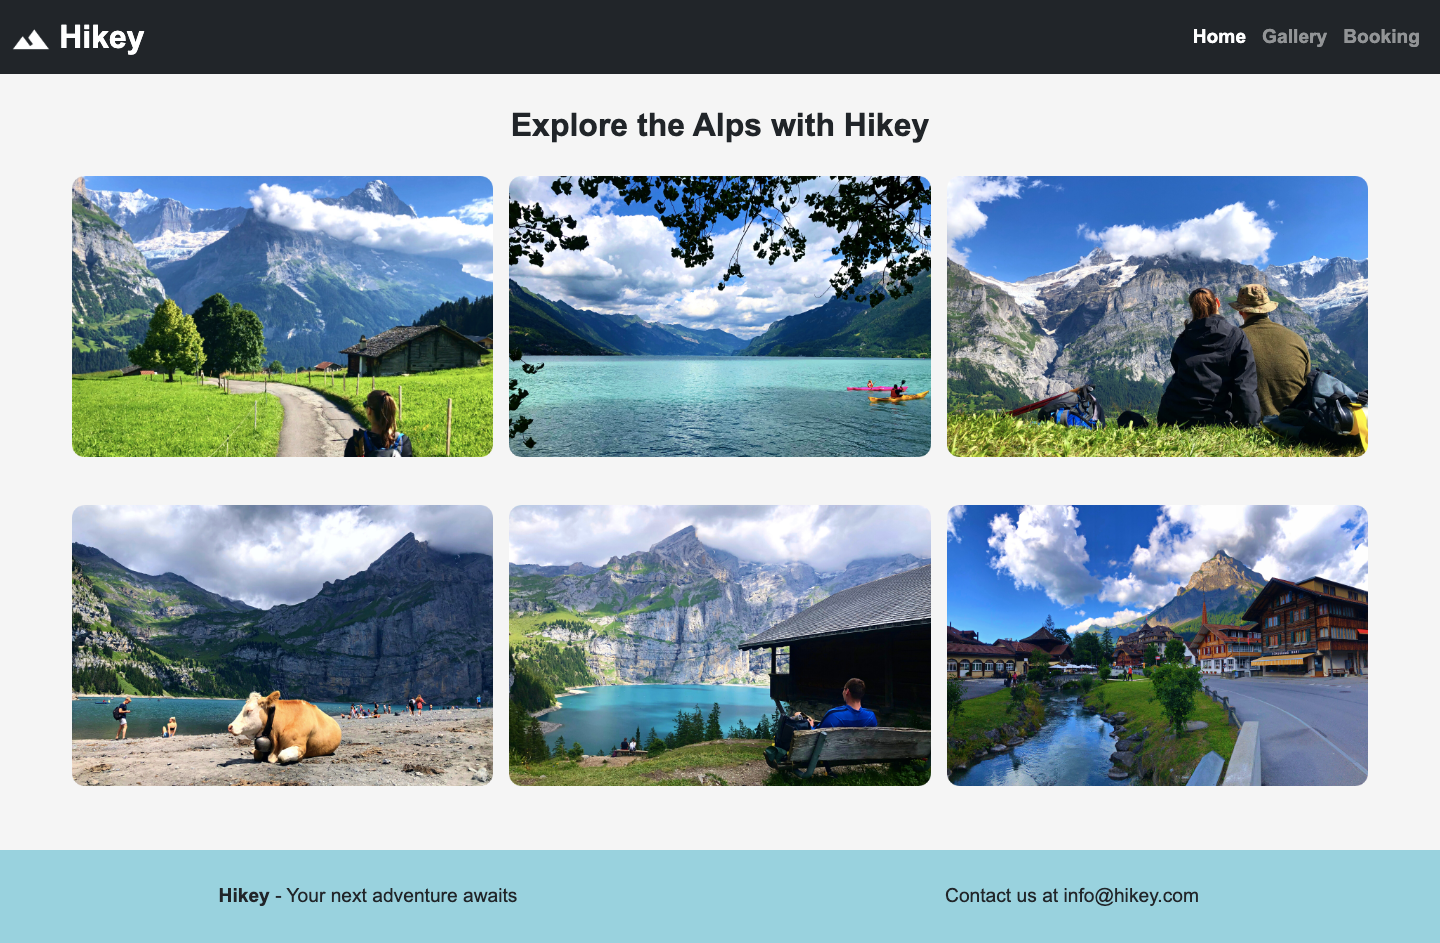 Hikey
Home Gallery Booking
Explore the Alps with Hikey
Hikey - Your next adventure awaits
Contact us at info@hikey.com